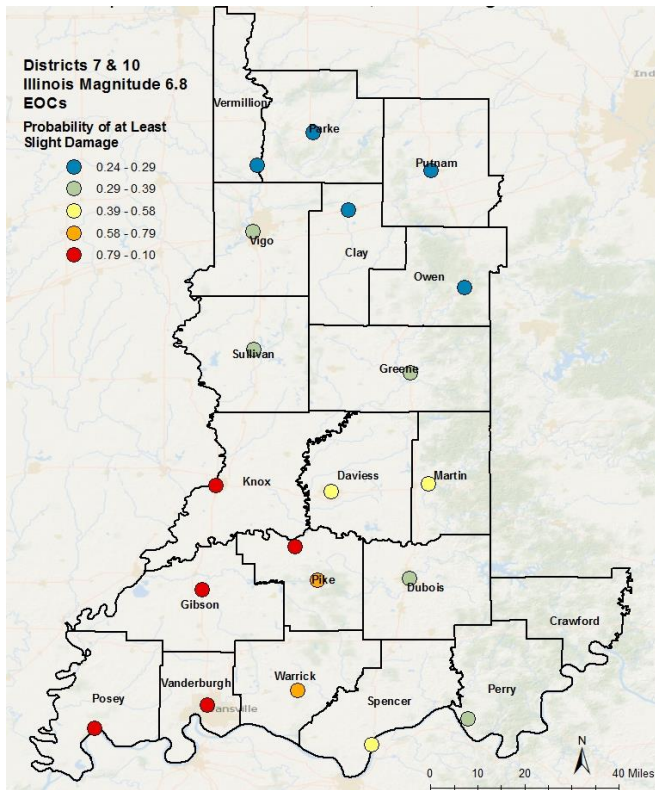 Districts 7 & 10
Illinois Magnitude 6.8
EOCs
Probability of at Least
Slight Damage
0.24 - 0.29
0.29 - 0.39
0.39 - 0.58
0.58 - 0.79
0.79 - 0.10
Ind
Vermillion
Parke
Putnam
Vigo
Clay
Owen
Sullivan
Greene
Knox
Daviess
Martin
Pike
Dubois
Gibson
Crawford
Posey
Vanderburgh
ansville
Warrick
Spencer
Perry
N
0 10 20 40 Miles